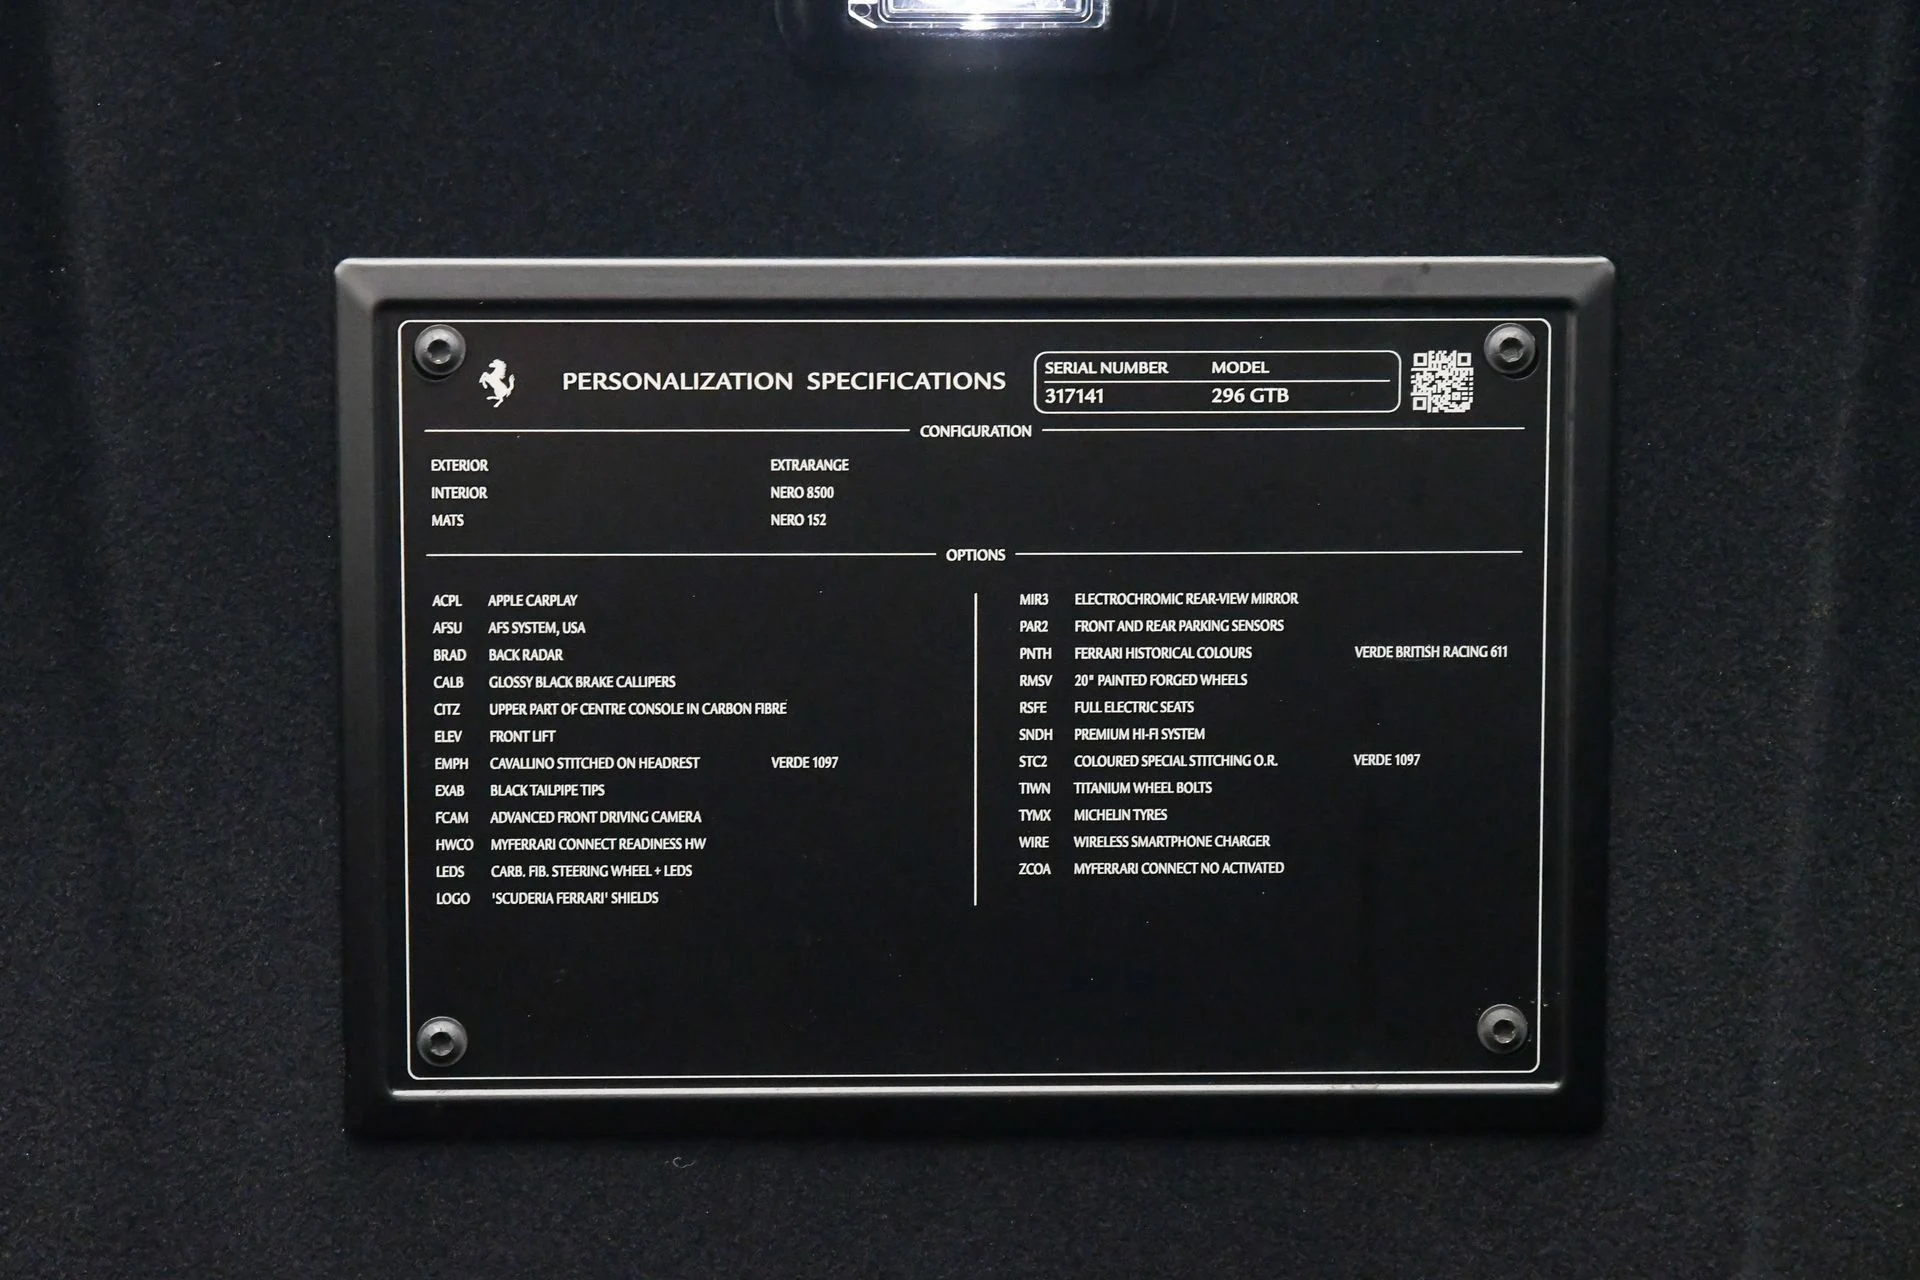 PERSONALIZATION SPECIFICATIONS
SERIAL NUMBER MODEL
317141 296 GTB
CONFIGURATION
EXTERIOR EXTRARANGE
INTERIOR NERO 8500
MATS NERO 152
OPTIONS
ACPL APPLE CARPLAY
AFSU AFS SYSTEM, USA
BRAD BACK RADAR
CALB GLOSSY BLACK BRAKE CALLIPERS
CITZ UPPER PART OF CENTRE CONSOLE IN CARBON FIBRE
ELEV FRONT LIFT
EMPH CAVALLINO STITCHED ON HEADREST VERDE 1097
EXAB BLACK TAILPIPE TIPS
FCAM ADVANCED FRONT DRIVING CAMERA
HWCO MYFERRARI CONNECT READINESS HW
LEDS CARB. FIB. STEERING WHEEL + LEDS
LOGO 'SCUDERIA FERRARI' SHIELDS
MIR3 ELECTROCHROMIC REAR-VIEW MIRROR
PAR2 FRONT AND REAR PARKING SENSORS
PNTH FERRARI HISTORICAL COLOURS VERDE BRITISH RACING 611
RMSV 20" PAINTED FORGED WHEELS
RSFE FULL ELECTRIC SEATS
SNDH PREMIUM HI-FI SYSTEM
STC2 COLOURED SPECIAL STITCHING O.R. VERDE 1097
TIWN TITANIUM WHEEL BOLTS
TYMX MICHELIN TYRES
WIRE WIRELESS SMARTPHONE CHARGER
ZCOA MYFERRARI CONNECT NO ACTIVATED